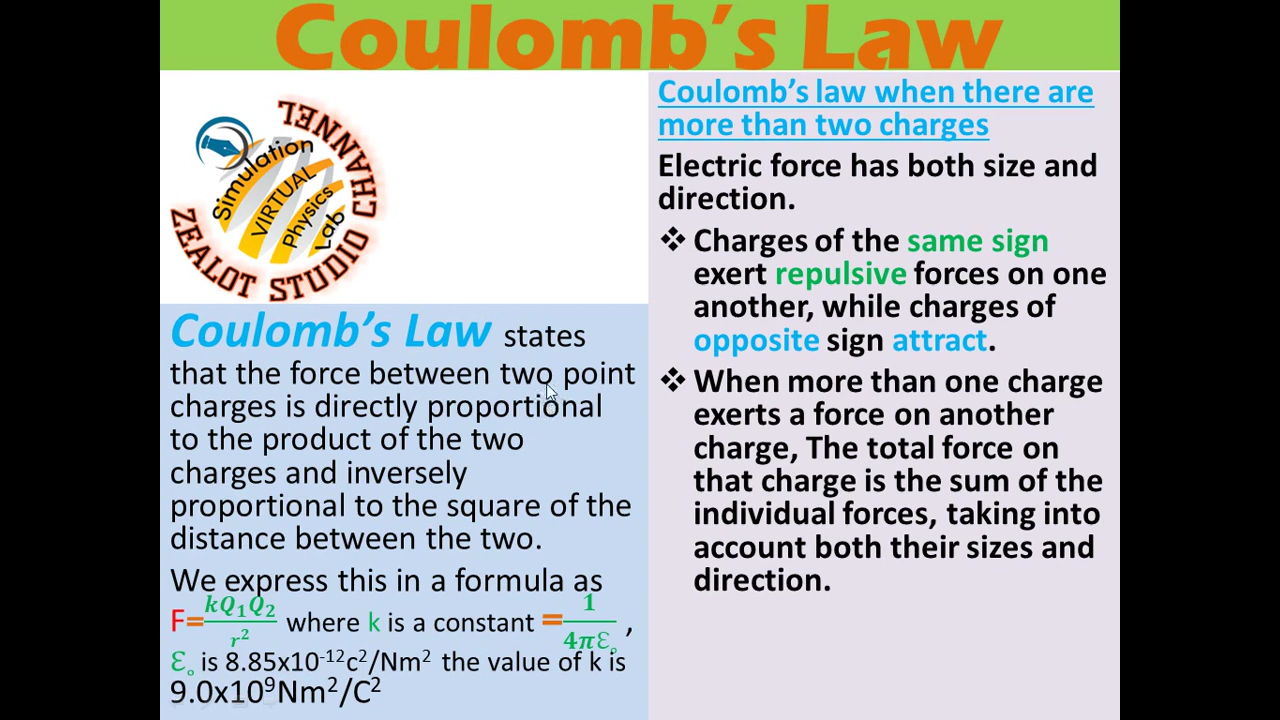 Coulomb’s Law
ZEALOT STUDIO CHANNEL
Simulation
VIRTUAL
Physics
Lab
Coulomb’s Law states
that the force between two point
charges is directly proportional
to the product of the two
charges and inversely
proportional to the square of the
distance between the two.
We express this in a formula as
F=kQ₁Q₂/r² where k is a constant =1/4πƐ₀ ,
Ɛ₀ is 8.85x10⁻¹²c²/Nm² the value of k is
9.0x10⁹Nm²/C²
Coulomb’s law when there are
more than two charges
Electric force has both size and
direction.
❖ Charges of the same sign
exert repulsive forces on one
another, while charges of
opposite sign attract.
❖ When more than one charge
exerts a force on another
charge, The total force on
that charge is the sum of the
individual forces, taking into
account both their sizes and
direction.